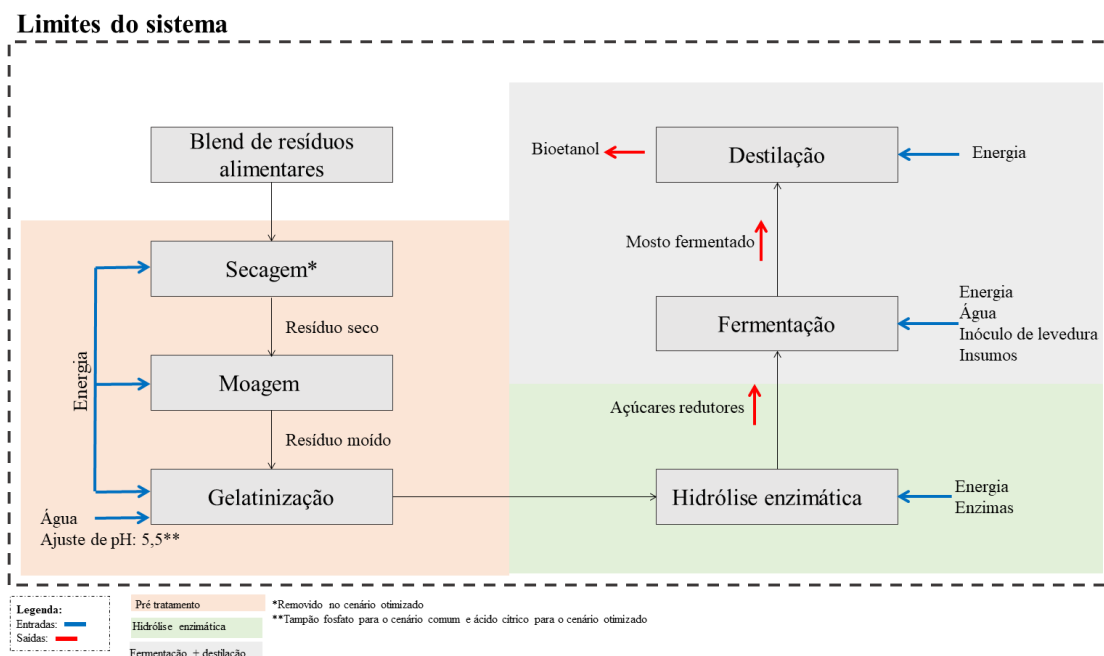 Limites do sistema
Blend de resíduos
alimentares
Secagem*
Resíduo seco
Moagem
Resíduo moído
Gelatinização
Energia
Água
Ajuste de pH: 5,5**
Bioetanol
Destilação
Energia
Mosto fermentado
Fermentação
Energia
Água
Inóculo de levedura
Insumos
Açúcares redutores
Hidrólise enzimática
Energia
Enzimas
Legenda:
Entradas:
Saídas:
Pré tratamento
Hidrólise enzimática
Fermentação + destilação
*Removido no cenário otimizado
**Tampão fosfato para o cenário comum e ácido cítrico para o cenário otimizado